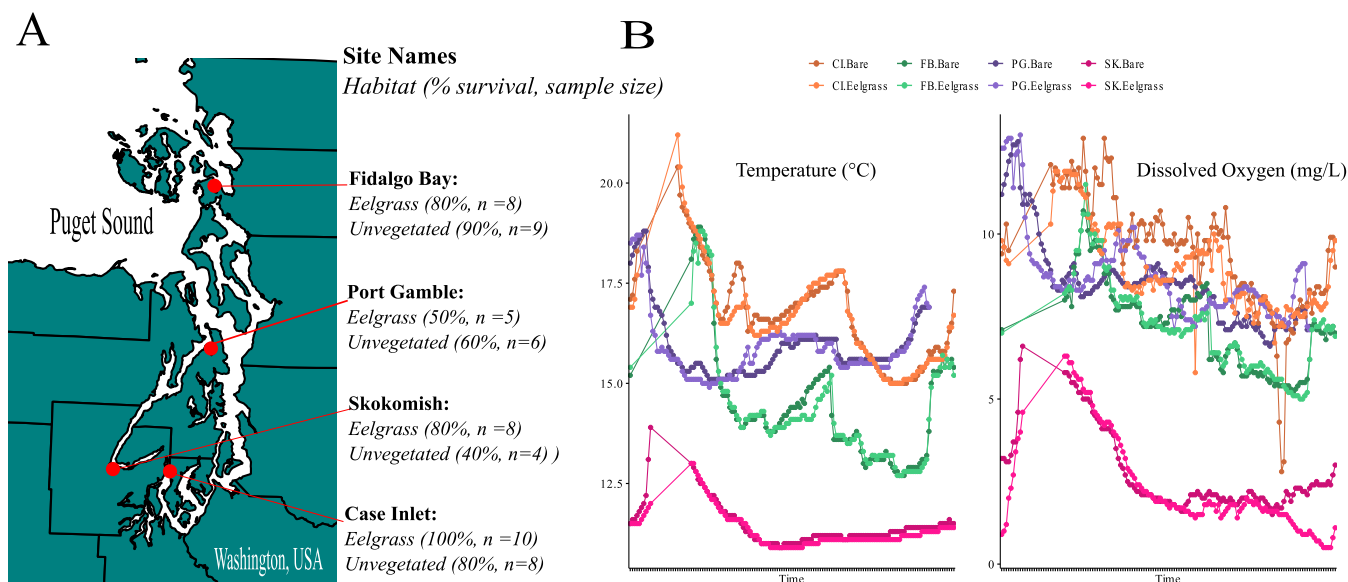 A
Site Names
Habitat (% survival, sample size)
Puget Sound
Fidalgo Bay:
Eelgrass (80%, n =8)
Unvegetated (90%, n=9)
Port Gamble:
Eelgrass (50%, n =5)
Unvegetated (60%, n=6)
Skokomish:
Eelgrass (80%, n =8)
Unvegetated (40%, n=4) )
Case Inlet:
Eelgrass (100%, n =10)
Unvegetated (80%, n=8)
Washington, USA
B
CI.Bare FB.Bare PG.Bare SK.Bare
CI.Eelgrass FB.Eelgrass PG.Eelgrass SK.Eelgrass
Temperature (°C)
20.0
17.5
15.0
12.5
Time
Dissolved Oxygen (mg/L)
10
5
0
Time